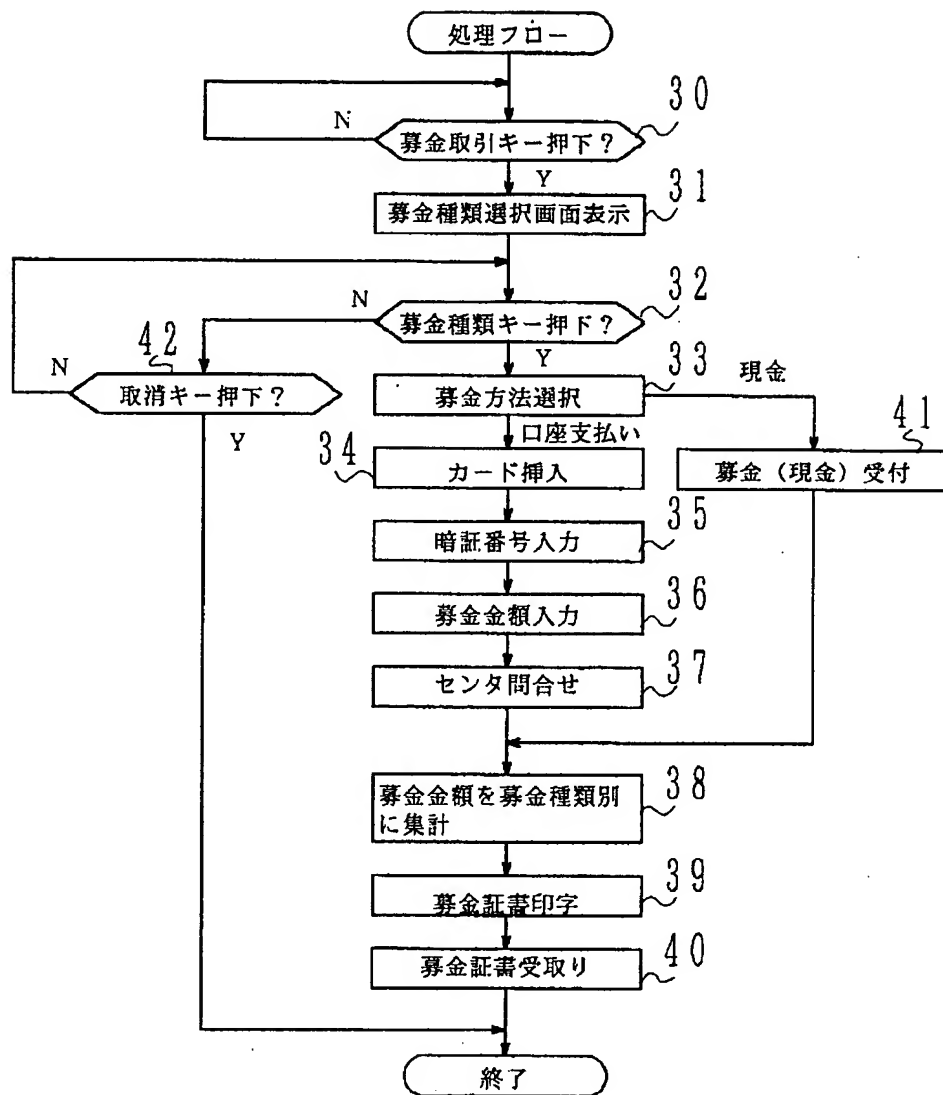 処理フロー
30
N
募金取引キー押下？
Y
31
募金種類選択画面表示
32
N
募金種類キー押下？
42
N
Y
33
現金
取消キー押下？
募金方法選択
41
Y
口座支払い
34
カード挿入
募金（現金）受付
35
暗証番号入力
36
募金金額入力
37
センタ問合せ
38
募金金額を募金種類別
に集計
39
募金証書印字
40
募金証書受取り
終了